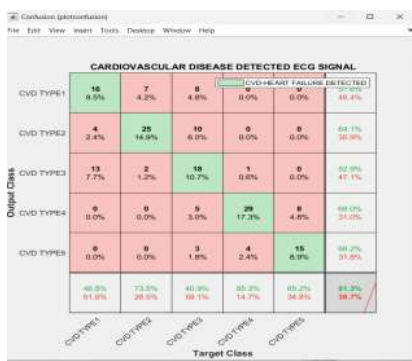 Confusion (plotconfusion)
File Edit View Insert Tools Desktop Window Help
CARDIOVASCULAR DISEASE DETECTED ECG SIGNAL
CVD-HEART FAILURE DETECTED
CVD TYPE1 16 7 8 0 0
9.5% 4.2% 4.8% 0.0% 0.0% 48.4%
CVD TYPE2 4 25 10 0 0 64.1%
2.4% 14.9% 6.0% 0.0% 0.0% 35.9%
CVD TYPE3 13 2 18 1 0 52.9%
7.7% 1.2% 10.7% 0.6% 0.0% 47.1%
CVD TYPE4 0 0 5 29 8 69.0%
0.0% 0.0% 3.0% 17.3% 4.8% 31.0%
CVD TYPE5 0 0 3 4 15 68.2%
0.0% 0.0% 1.8% 2.4% 8.9% 31.8%
48.5% 73.5% 40.9% 85.3% 65.2% 61.3%
51.5% 26.5% 59.1% 14.7% 34.8% 38.7%
CVD TYPE1 CVD TYPE2 CVD TYPE3 CVD TYPE4 CVD TYPE5
Target Class
Output Class